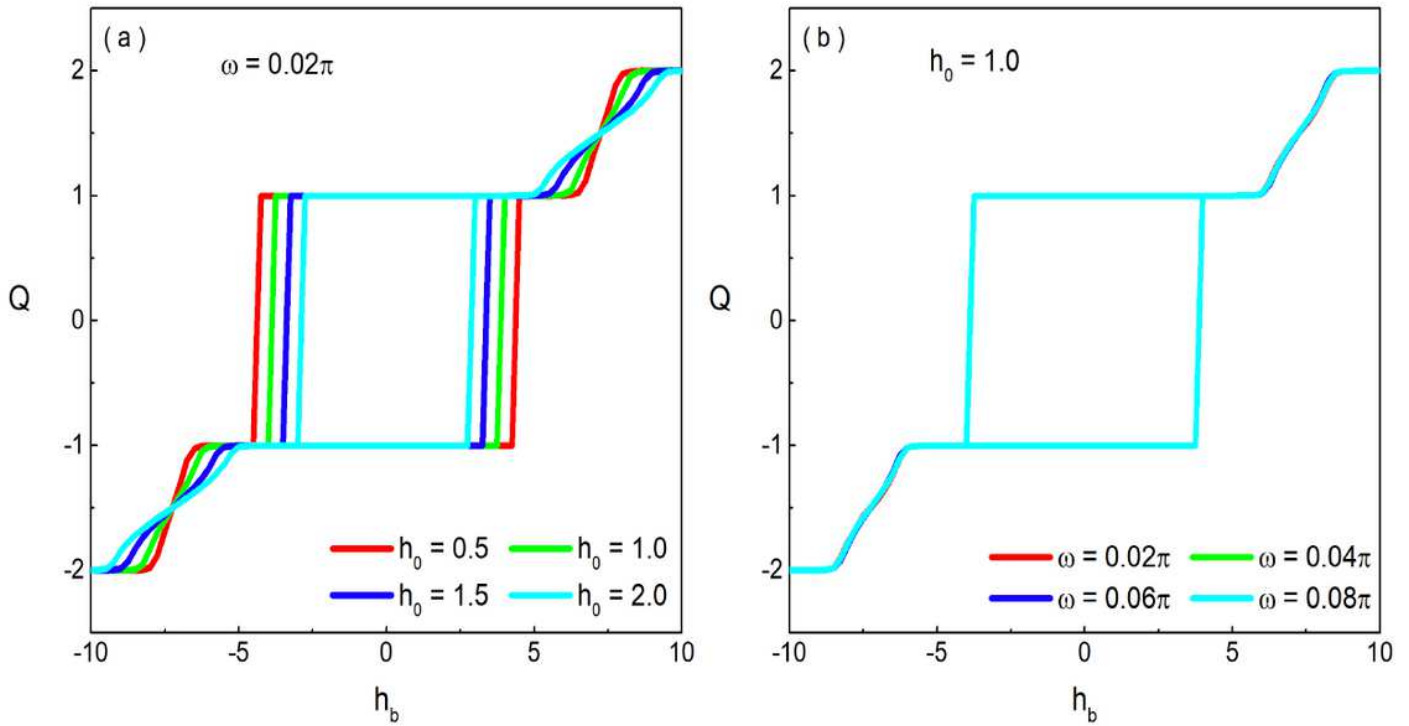 (a)
ω = 0.02π
Q
2
1
0
-1
-2
h0 = 0.5 h0 = 1.0
h0 = 1.5 h0 = 2.0
-10 -5 0 5 10
hb
(b)
h0 = 1.0
Q
2
1
0
-1
-2
ω = 0.02π ω = 0.04π
ω = 0.06π ω = 0.08π
-10 -5 0 5 10
hb